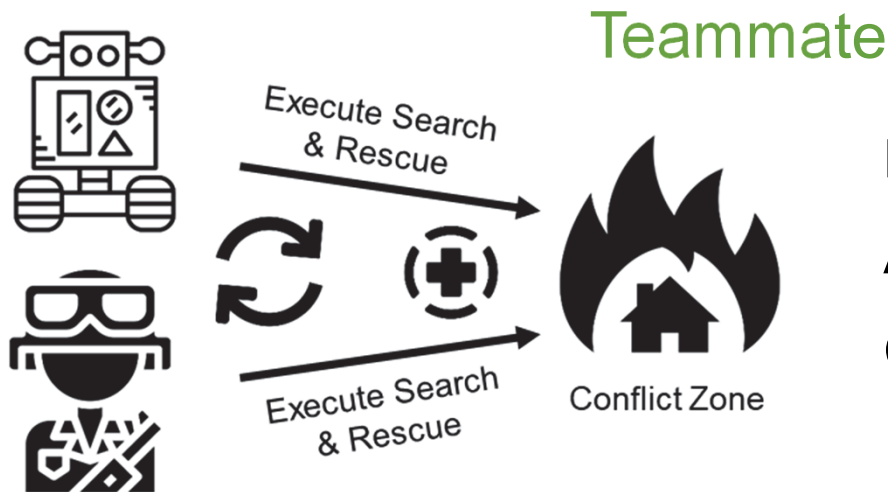 Teammate
Execute Search
& Rescue
Execute Search
& Rescue
Conflict Zone